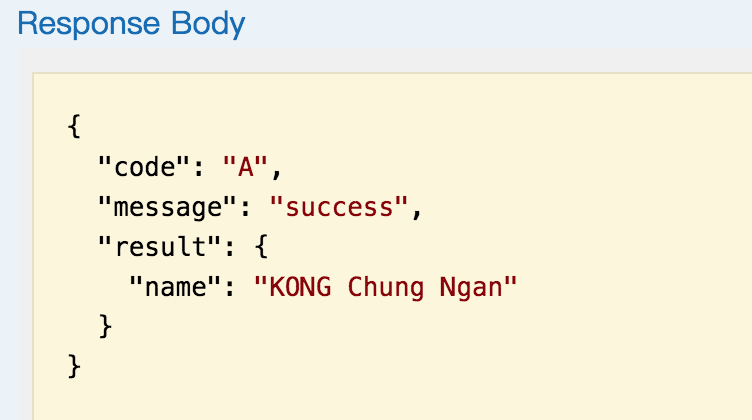 Response Body
{
  "code": "A",
  "message": "success",
  "result": {
    "name": "KONG Chung Ngan"
  }
}